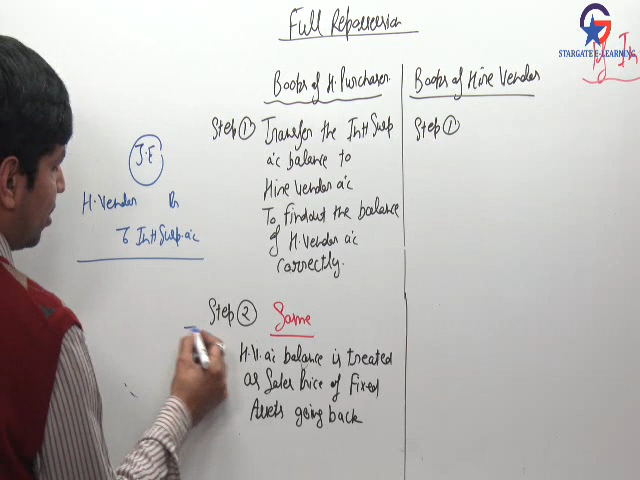 Full Repossession
STARGATE E-LEARNING
Books of H. Purchaser
Books of Hire Vendor
Step ①
Transfer the Int Susp
a/c balance to
Hire Vendor a/c
To Findout the balance
of H. Vendor a/c
correctly.
Step ①
J.E
H. Vendor Dr
To Int Susp a/c
Step ②
Same
H.V. a/c balance is treated
as Sales Price of Fixed
Assets going back